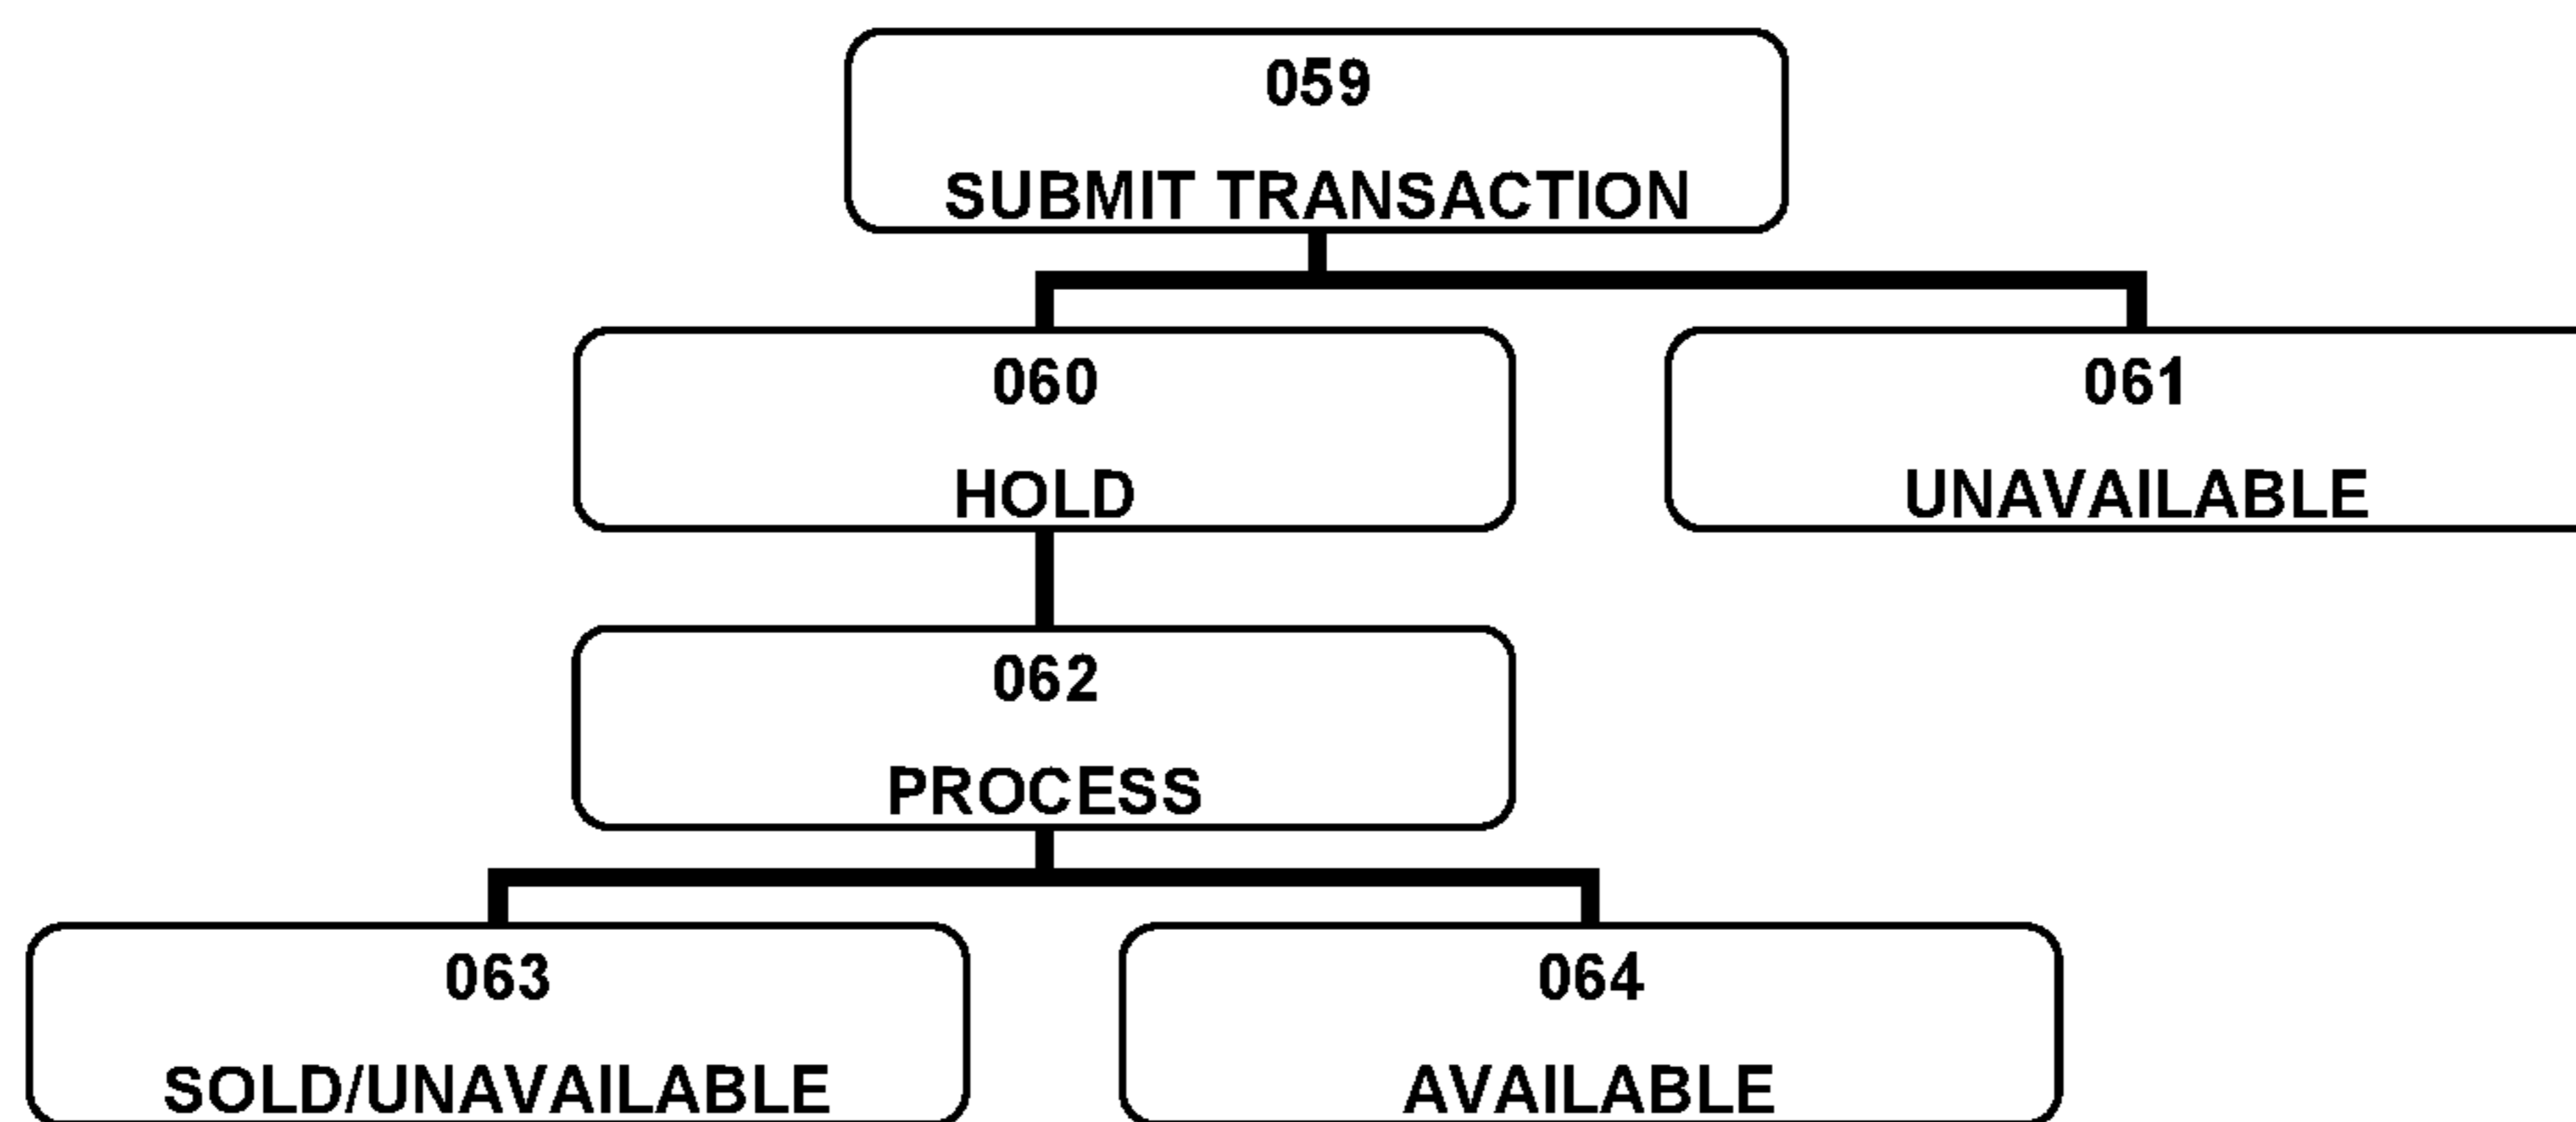 059
SUBMIT TRANSACTION
060
HOLD
061
UNAVAILABLE
062
PROCESS
063
SOLD/UNAVAILABLE
064
AVAILABLE